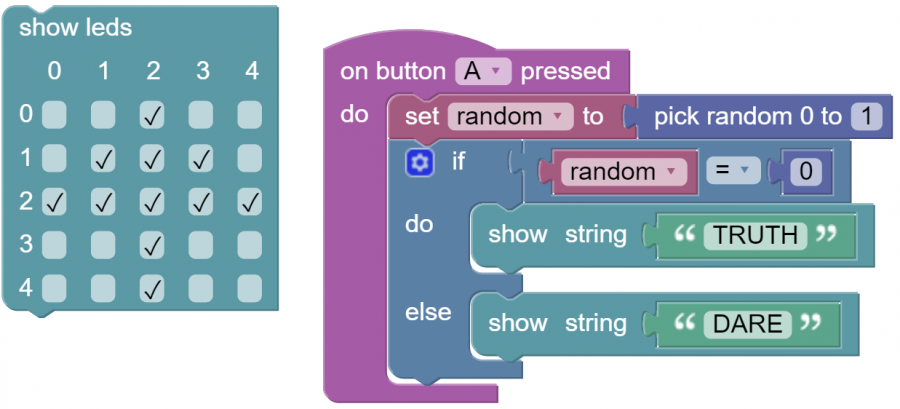 show leds
0 1 2 3 4
0 ✓
1 ✓ ✓ ✓
2 ✓ ✓ ✓ ✓ ✓
3 ✓
4 ✓
on button A pressed
do set random to pick random 0 to 1
if random = 0
do show string “ TRUTH ”
else show string “ DARE ”